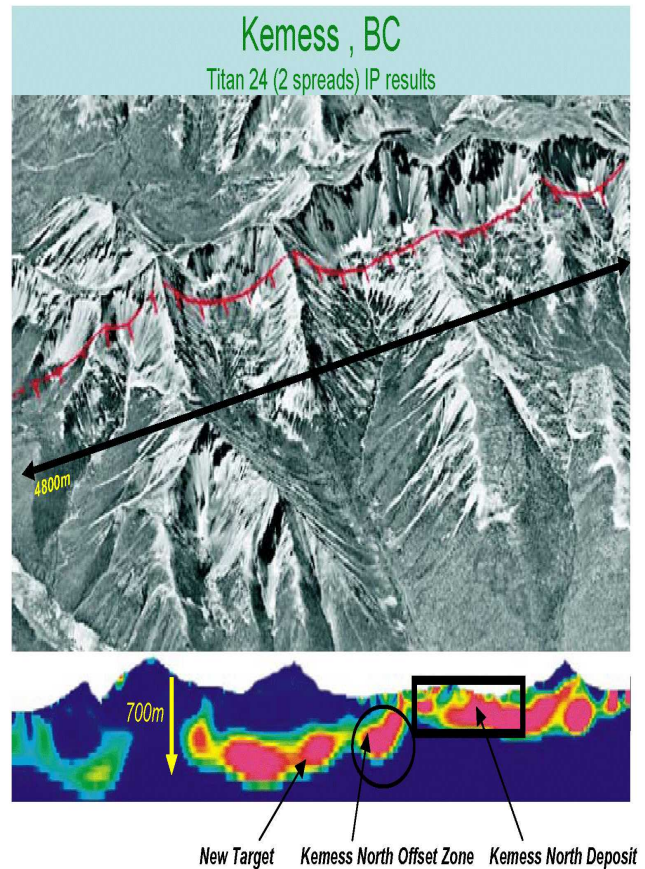 Kemess , BC
Titan 24 (2 spreads) IP results
4800m
700m
New Target
Kemess North Offset Zone
Kemess North Deposit